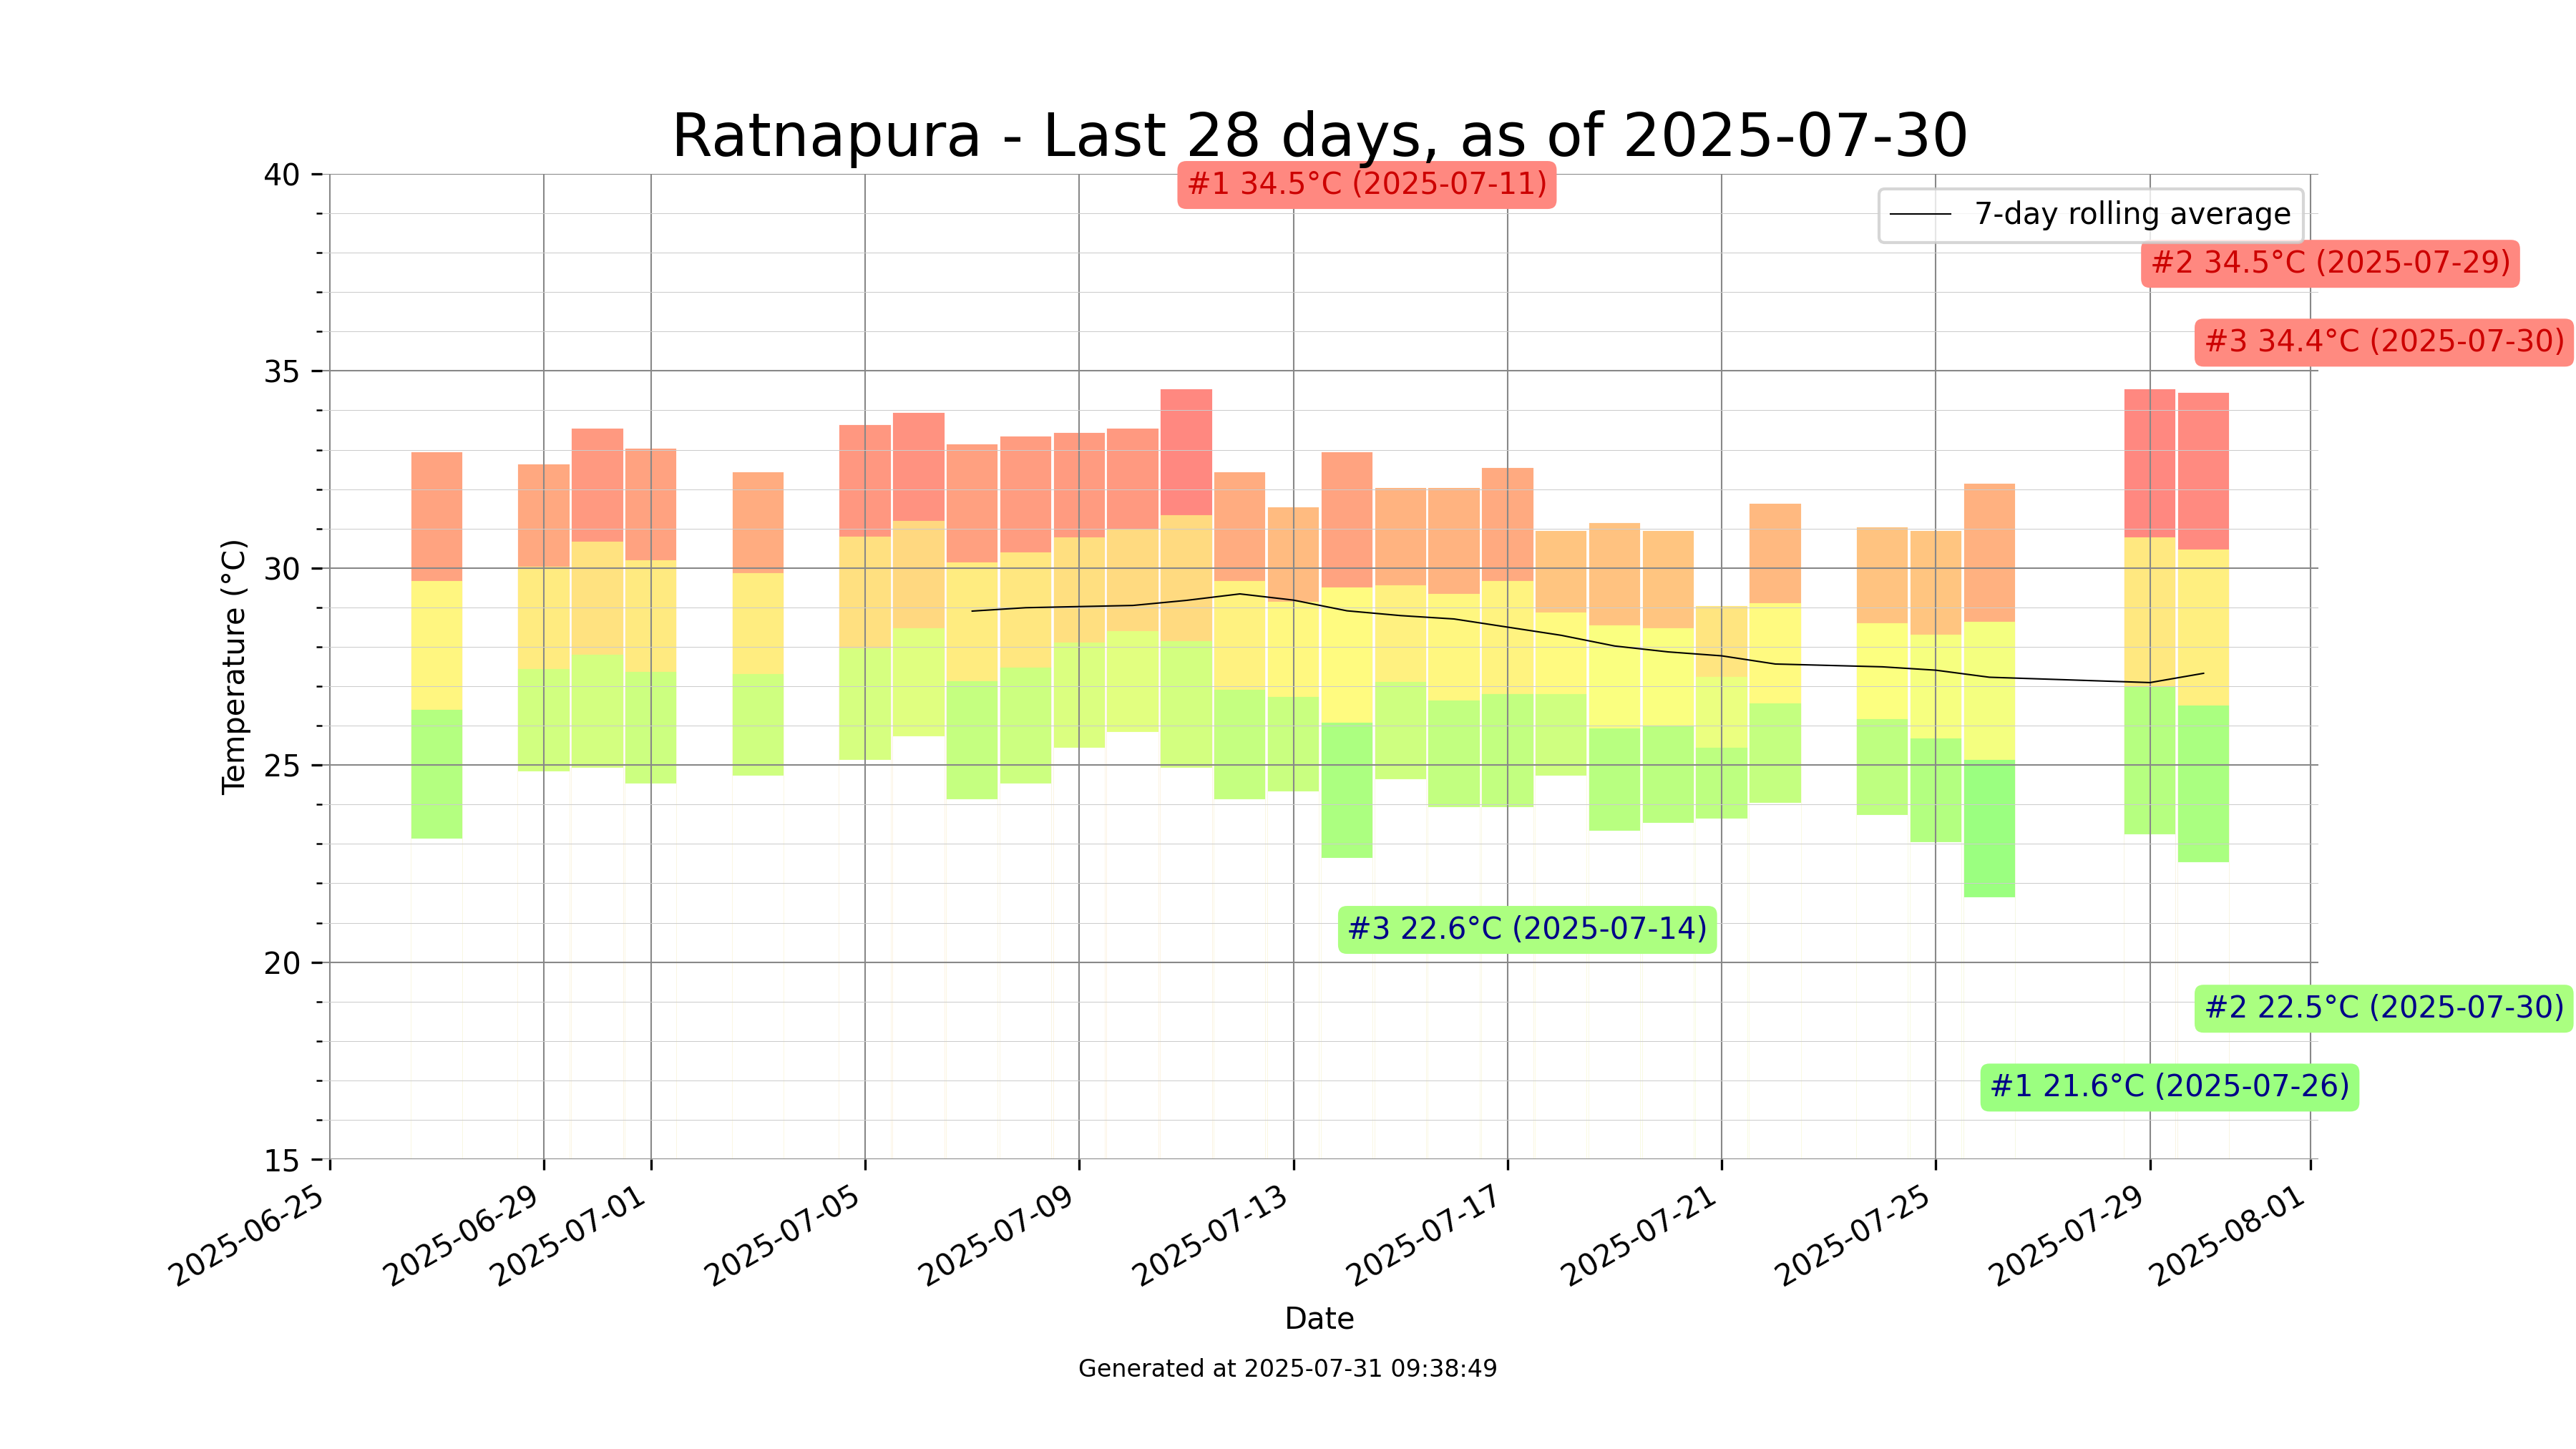 Ratnapura - Last 28 days, as of 2025-07-30
#1 34.5°C (2025-07-11)
7-day rolling average
#2 34.5°C (2025-07-29)
#3 34.4°C (2025-07-30)
Temperature (°C)
40
35
30
25
20
15
#3 22.6°C (2025-07-14)
#2 22.5°C (2025-07-30)
#1 21.6°C (2025-07-26)
2025-06-25
2025-06-29
2025-07-01
2025-07-05
2025-07-09
2025-07-13
2025-07-17
2025-07-21
2025-07-25
2025-07-29
2025-08-01
Date
Generated at 2025-07-31 09:38:49